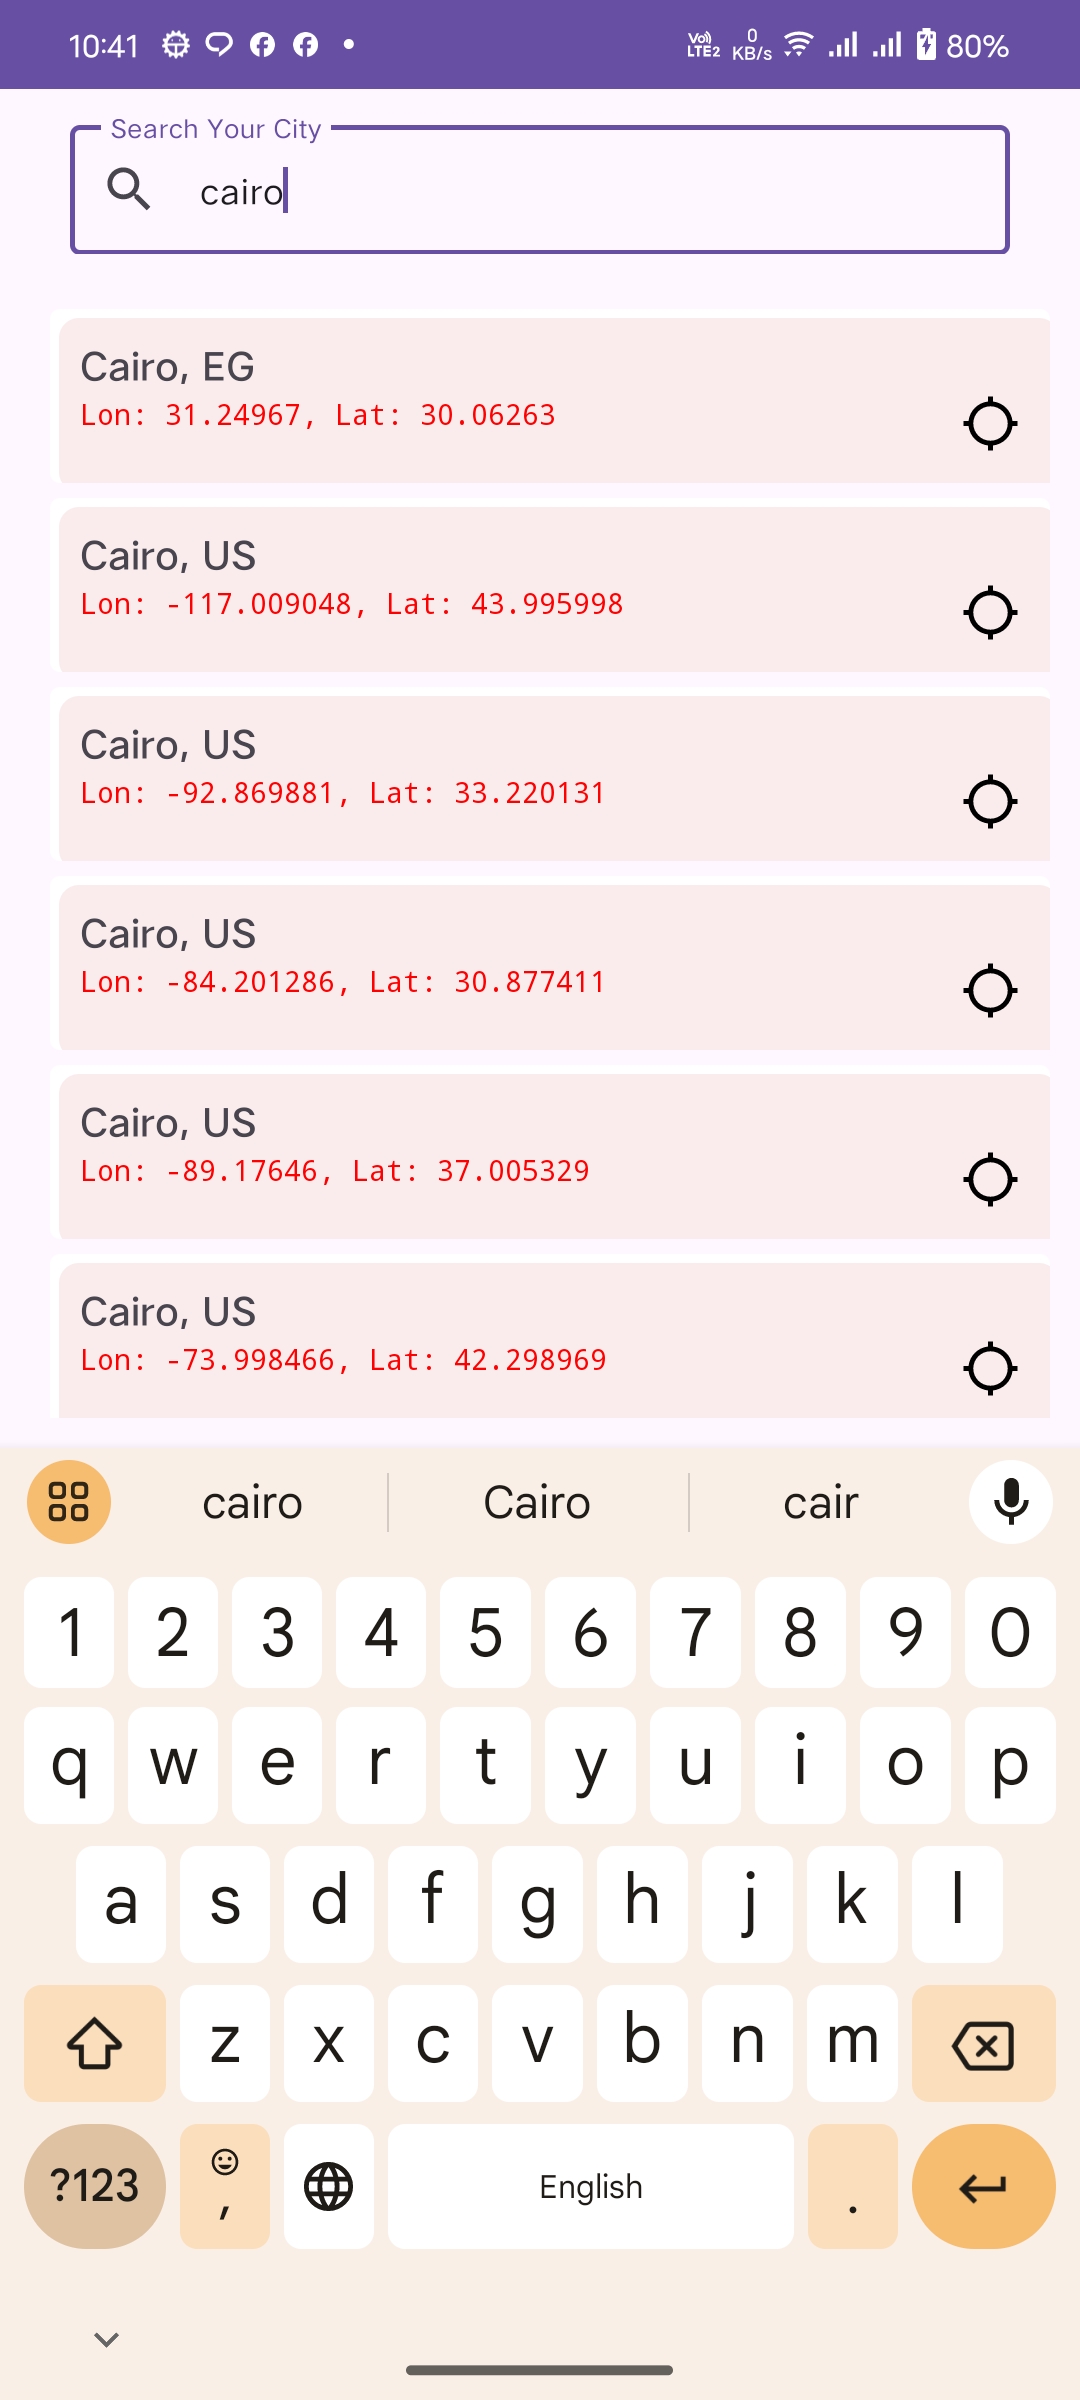 10:41
Vo) LTE2 0 KB/s 80%
Search Your City
cairo
Cairo, EG
Lon: 31.24967, Lat: 30.06263
Cairo, US
Lon: -117.009048, Lat: 43.995998
Cairo, US
Lon: -92.869881, Lat: 33.220131
Cairo, US
Lon: -84.201286, Lat: 30.877411
Cairo, US
Lon: -89.17646, Lat: 37.005329
Cairo, US
Lon: -73.998466, Lat: 42.298969
cairo Cairo cair
1 2 3 4 5 6 7 8 9 0
q w e r t y u i o p
a s d f g h j k l
z x c v b n m
?123 , English .